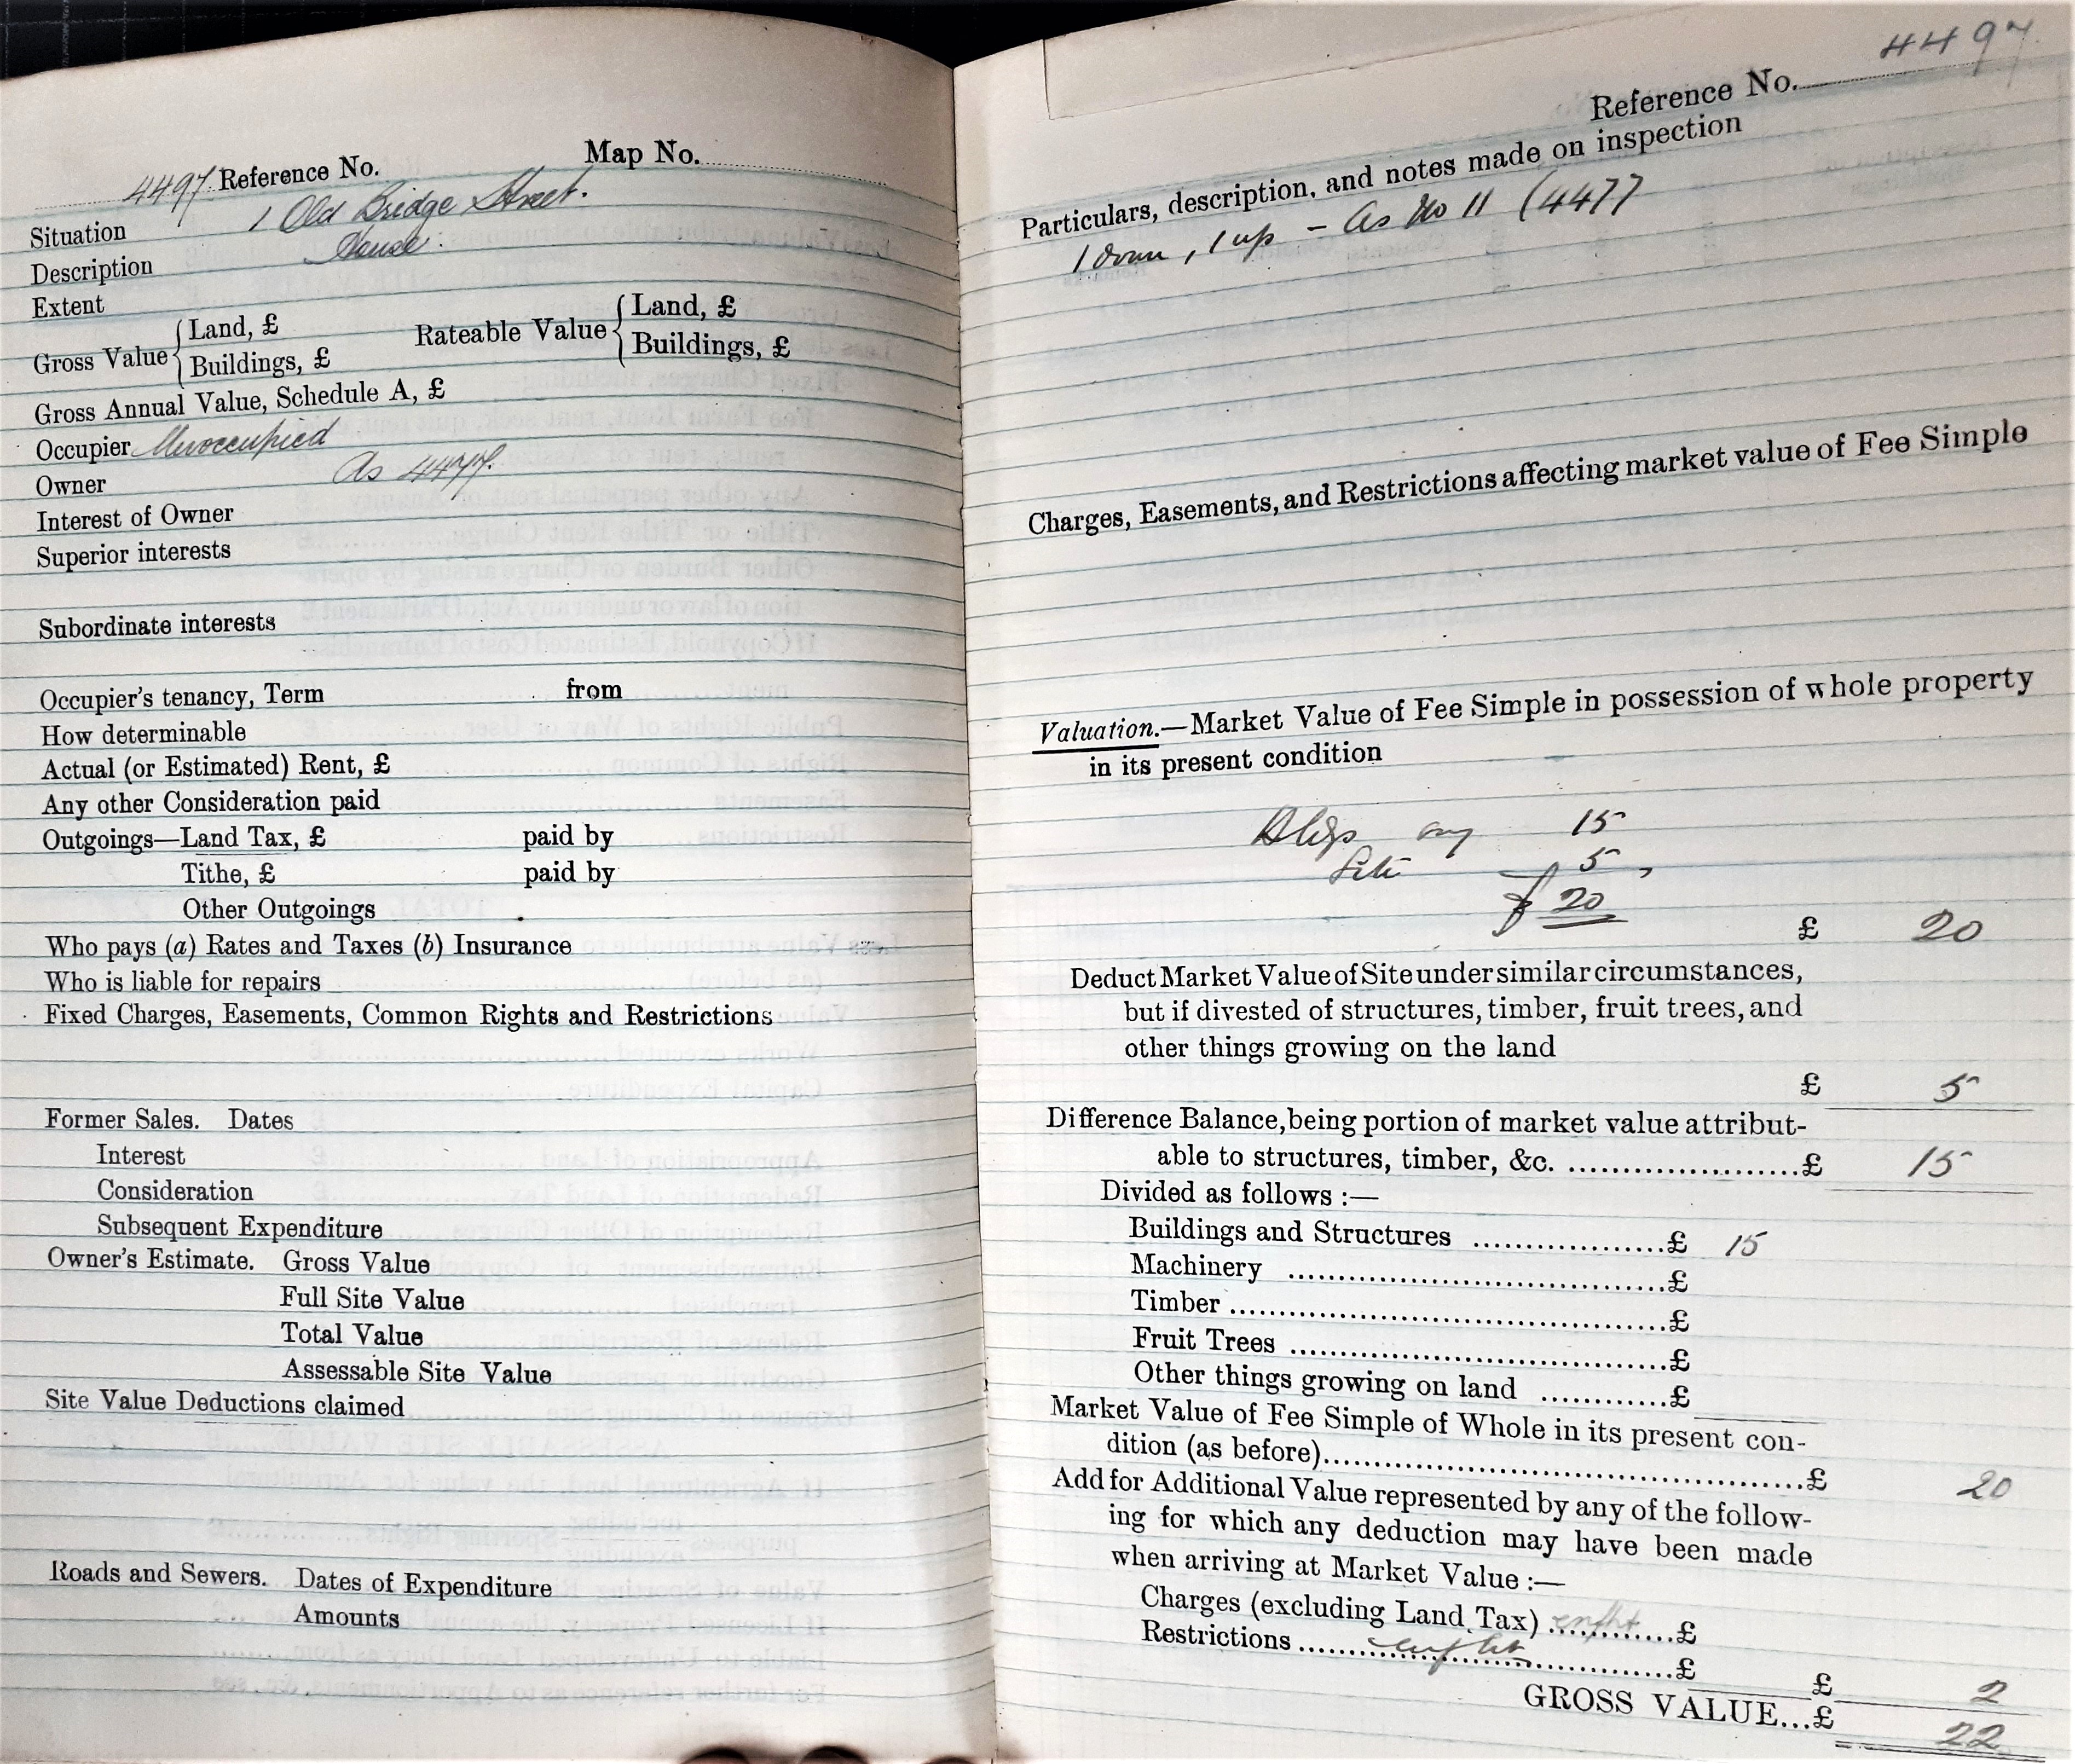 Map No.
4497 Reference No.
Situation 1 Old Bridge Street.
Description House.
Extent
Gross Value { Land, £ Rateable Value { Land, £
Buildings, £ Buildings, £
Gross Annual Value, Schedule A, £
Occupier Unoccupied
Owner As 4477.
Interest of Owner
Superior interests
Subordinate interests
Occupier's tenancy, Term from
How determinable
Actual (or Estimated) Rent, £
Any other Consideration paid
Outgoings—Land Tax, £ paid by
Tithe, £ paid by
Other Outgoings
Who pays (a) Rates and Taxes (b) Insurance
Who is liable for repairs
Fixed Charges, Easements, Common Rights and Restrictions
Former Sales. Dates
Interest
Consideration
Subsequent Expenditure
Owner's Estimate. Gross Value
Full Site Value
Total Value
Assessable Site Value
Site Value Deductions claimed
Roads and Sewers. Dates of Expenditure
Amounts
4497
Reference No.
Particulars, description, and notes made on inspection
1 down, 1 up - as No 11 (4477
Charges, Easements, and Restrictions affecting market value of Fee Simple
Valuation.—Market Value of Fee Simple in possession of whole property
in its present condition
Bldgs say 15
Site 5
£ 20
£ 20
Deduct Market Value of Site under similar circumstances,
but if divested of structures, timber, fruit trees, and
other things growing on the land
£ 5
Difference Balance, being portion of market value attribut-
able to structures, timber, &c. £ 15
Divided as follows :—
Buildings and Structures £ 15
Machinery £
Timber £
Fruit Trees £
Other things growing on land £
Market Value of Fee Simple of Whole in its present con-
dition (as before) £ 20
Add for Additional Value represented by any of the follow-
ing for which any deduction may have been made
when arriving at Market Value :—
Charges (excluding Land Tax) £
Restrictions £
£ 2
GROSS VALUE...£ 22